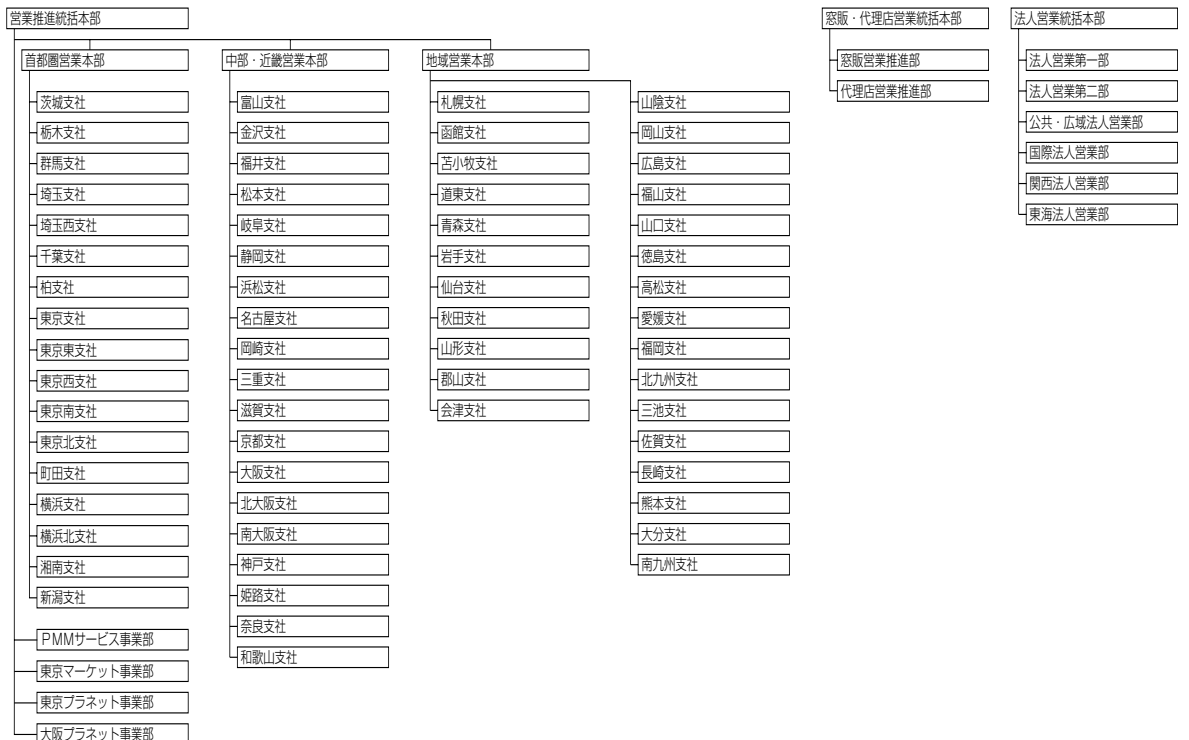 営業推進統括本部
首都圏営業本部
茨城支社
栃木支社
群馬支社
埼玉支社
埼玉西支社
千葉支社
柏支社
東京支社
東京東支社
東京西支社
東京南支社
東京北支社
町田支社
横浜支社
横浜北支社
湘南支社
新潟支社
中部・近畿営業本部
富山支社
金沢支社
福井支社
松本支社
岐阜支社
静岡支社
浜松支社
名古屋支社
岡崎支社
三重支社
滋賀支社
京都支社
大阪支社
北大阪支社
南大阪支社
神戸支社
姫路支社
奈良支社
和歌山支社
地域営業本部
札幌支社
函館支社
苫小牧支社
道東支社
青森支社
岩手支社
仙台支社
秋田支社
山形支社
郡山支社
会津支社
山陰支社
岡山支社
広島支社
福山支社
山口支社
徳島支社
高松支社
愛媛支社
福岡支社
北九州支社
三池支社
佐賀支社
長崎支社
熊本支社
大分支社
南九州支社
PMMサービス事業部
東京マーケット事業部
東京プラネット事業部
大阪プラネット事業部
窓販・代理店営業統括本部
窓販営業推進部
代理店営業推進部
法人営業統括本部
法人営業第一部
法人営業第二部
公共・広域法人営業部
国際法人営業部
関西法人営業部
東海法人営業部